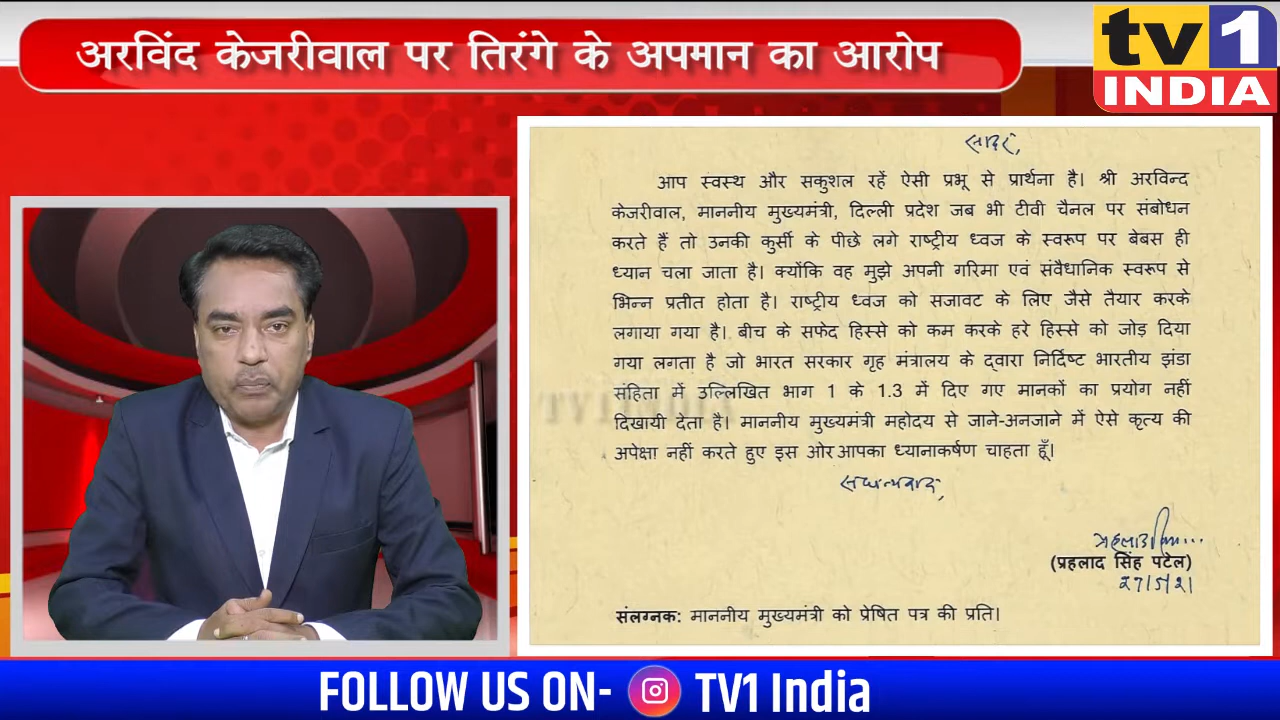 अरविंद केजरीवाल पर तिरंगे के अपमान का आरोप
tv1
INDIA
सादर,
आप स्वस्थ और सकुशल रहें ऐसी प्रभू से प्रार्थना है। श्री अरविन्द
केजरीवाल, माननीय मुख्यमंत्री, दिल्ली प्रदेश जब भी टीवी चैनल पर संबोधन
करते हैं तो उनकी कुर्सी के पीछे लगे राष्ट्रीय ध्वज के स्वरूप पर बेबस ही
ध्यान चला जाता है। क्योंकि वह मुझे अपनी गरिमा एवं संवैधानिक स्वरूप से
भिन्न प्रतीत होता है। राष्ट्रीय ध्वज को सजावट के लिए जैसे तैयार करके
लगाया गया है। बीच के सफेद हिस्से को कम करके हरे हिस्से को जोड़ दिया
गया लगता है जो भारत सरकार गृह मंत्रालय के द्वारा निर्दिष्ट भारतीय झंडा
संहिता में उल्लिखित भाग 1 के 1.3 में दिए गए मानकों का प्रयोग नहीं
दिखायी देता है। माननीय मुख्यमंत्री महोदय से जाने-अनजाने में ऐसे कृत्य की
अपेक्षा नहीं करते हुए इस ओर आपका ध्यानाकर्षण चाहता हूँ।
सधन्यवाद,
(प्रहलाद सिंह पटेल)
27/5/21
संलग्नक: माननीय मुख्यमंत्री को प्रेषित पत्र की प्रति।
FOLLOW US ON- TV1 India